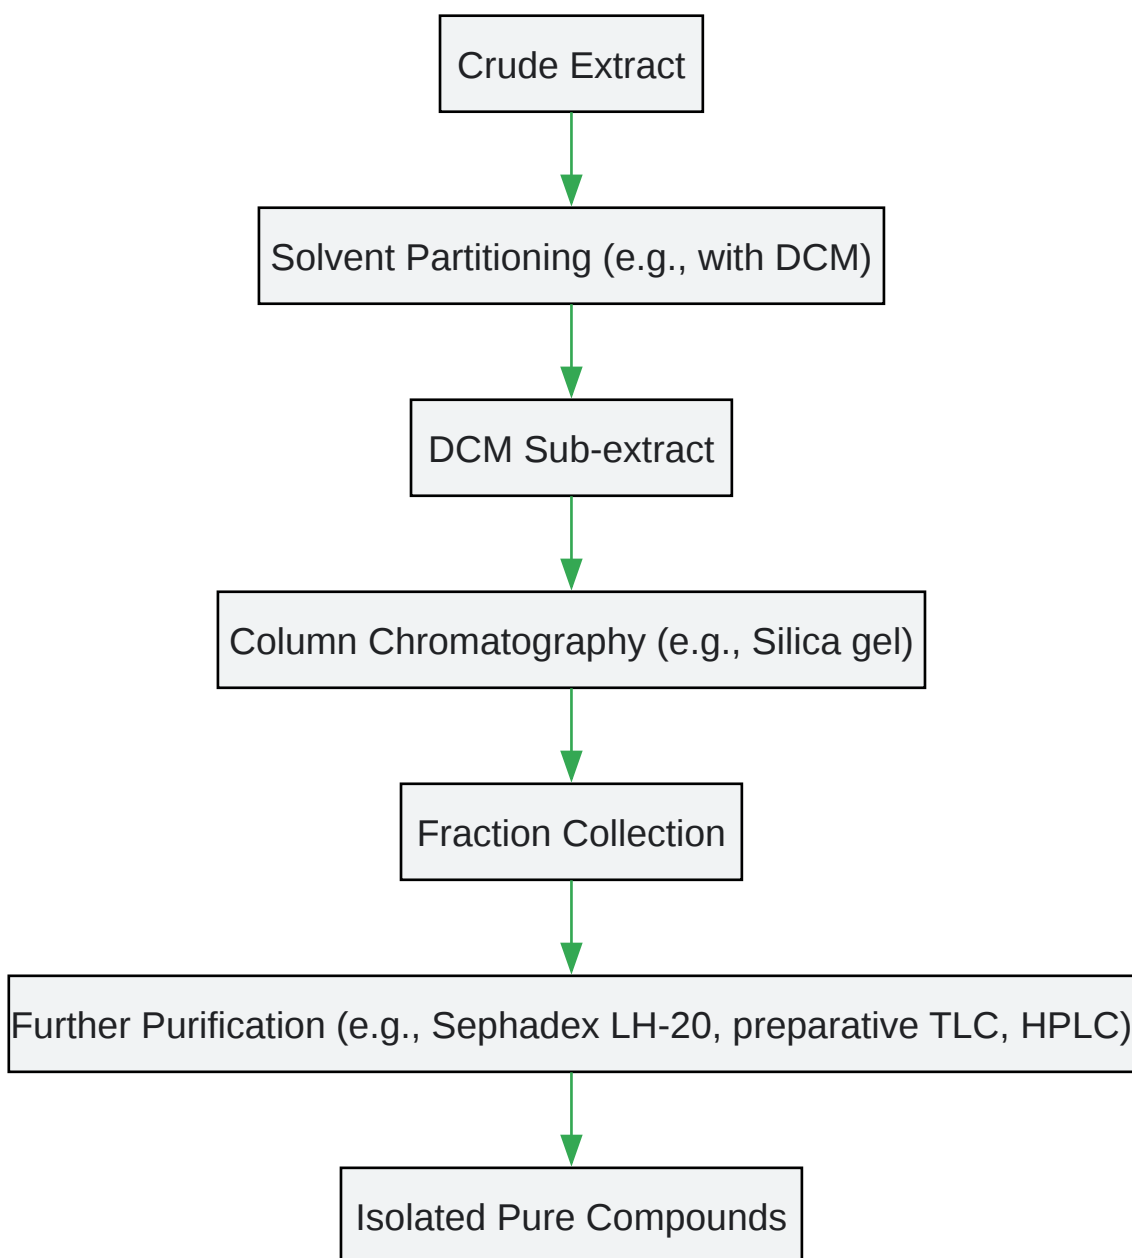 Crude Extract
Solvent Partitioning (e.g., with DCM)
DCM Sub-extract
Column Chromatography (e.g., Silica gel)
Fraction Collection
Further Purification (e.g., Sephadex LH-20, preparative TLC, HPLC)
Isolated Pure Compounds